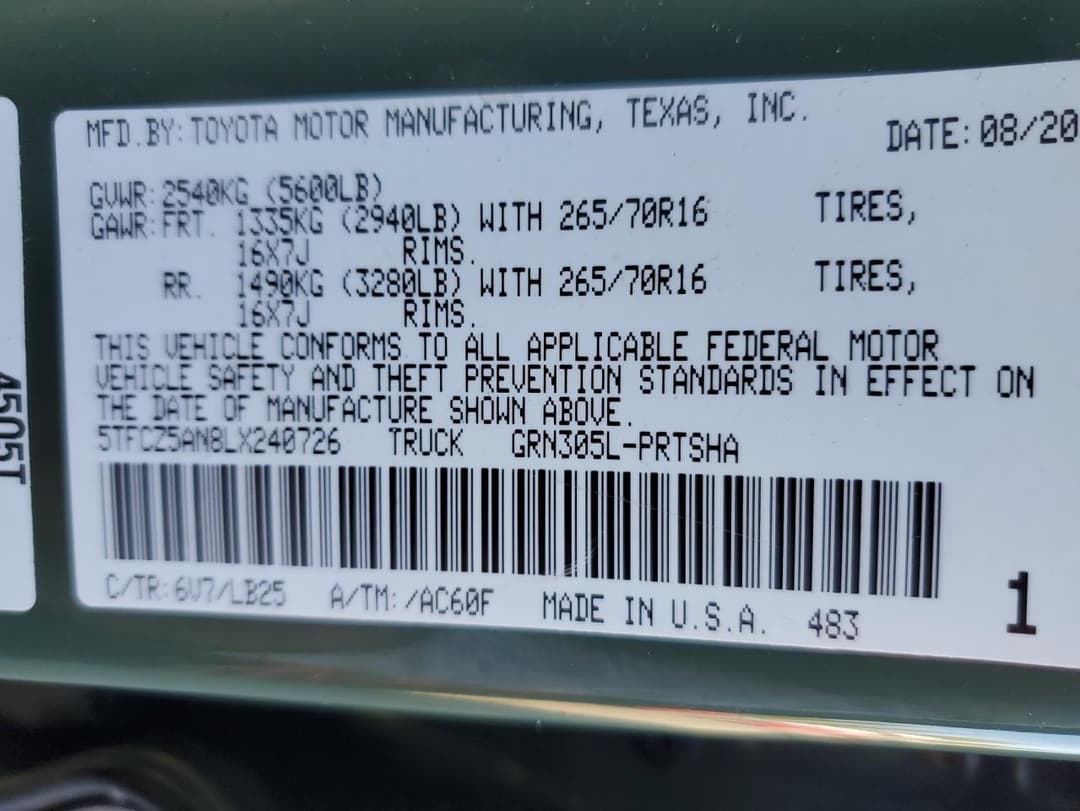 MFD.BY: TOYOTA MOTOR MANUFACTURING, TEXAS, INC. DATE: 08/20
GVWR: 2540KG (5600LB)
GAWR: FRT. 1335KG (2940LB) WITH 265/70R16 TIRES,
16X7J RIMS.
RR. 1490KG (3280LB) WITH 265/70R16 TIRES,
16X7J RIMS.
THIS VEHICLE CONFORMS TO ALL APPLICABLE FEDERAL MOTOR
VEHICLE SAFETY AND THEFT PREVENTION STANDARDS IN EFFECT ON
THE DATE OF MANUFACTURE SHOWN ABOVE.
5TFCZ5AN8LX240726 TRUCK GRN305L-PRTSHA
C/TR: 6V7/LB25 A/TM: /AC60F MADE IN U.S.A. 483
1
4505T